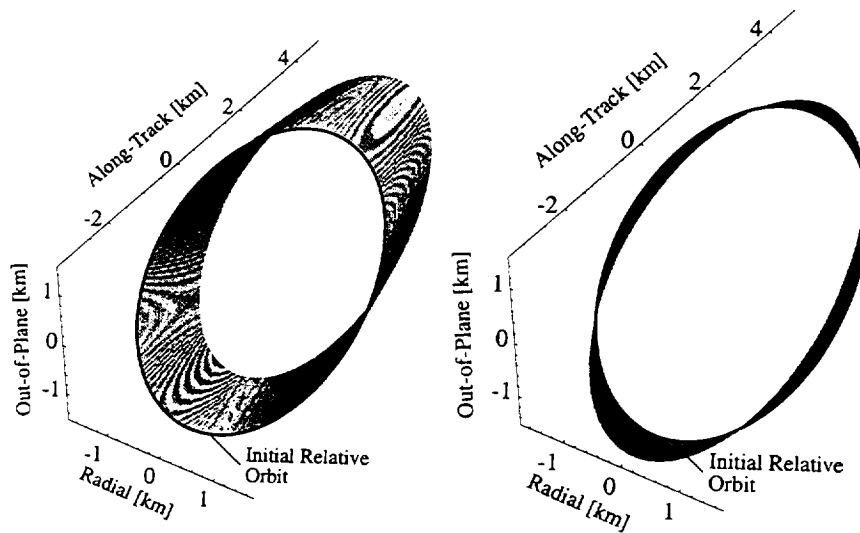 4
2
0
-2
Along-Track [km]
1
0
-1
Out-of-Plane [km]
-1
0
1
Radial [km]
Initial Relative
Orbit
4
2
0
-2
Along-Track [km]
1
0
-1
Out-of-Plane [km]
-1
0
1
Radial [km]
Initial Relative
Orbit